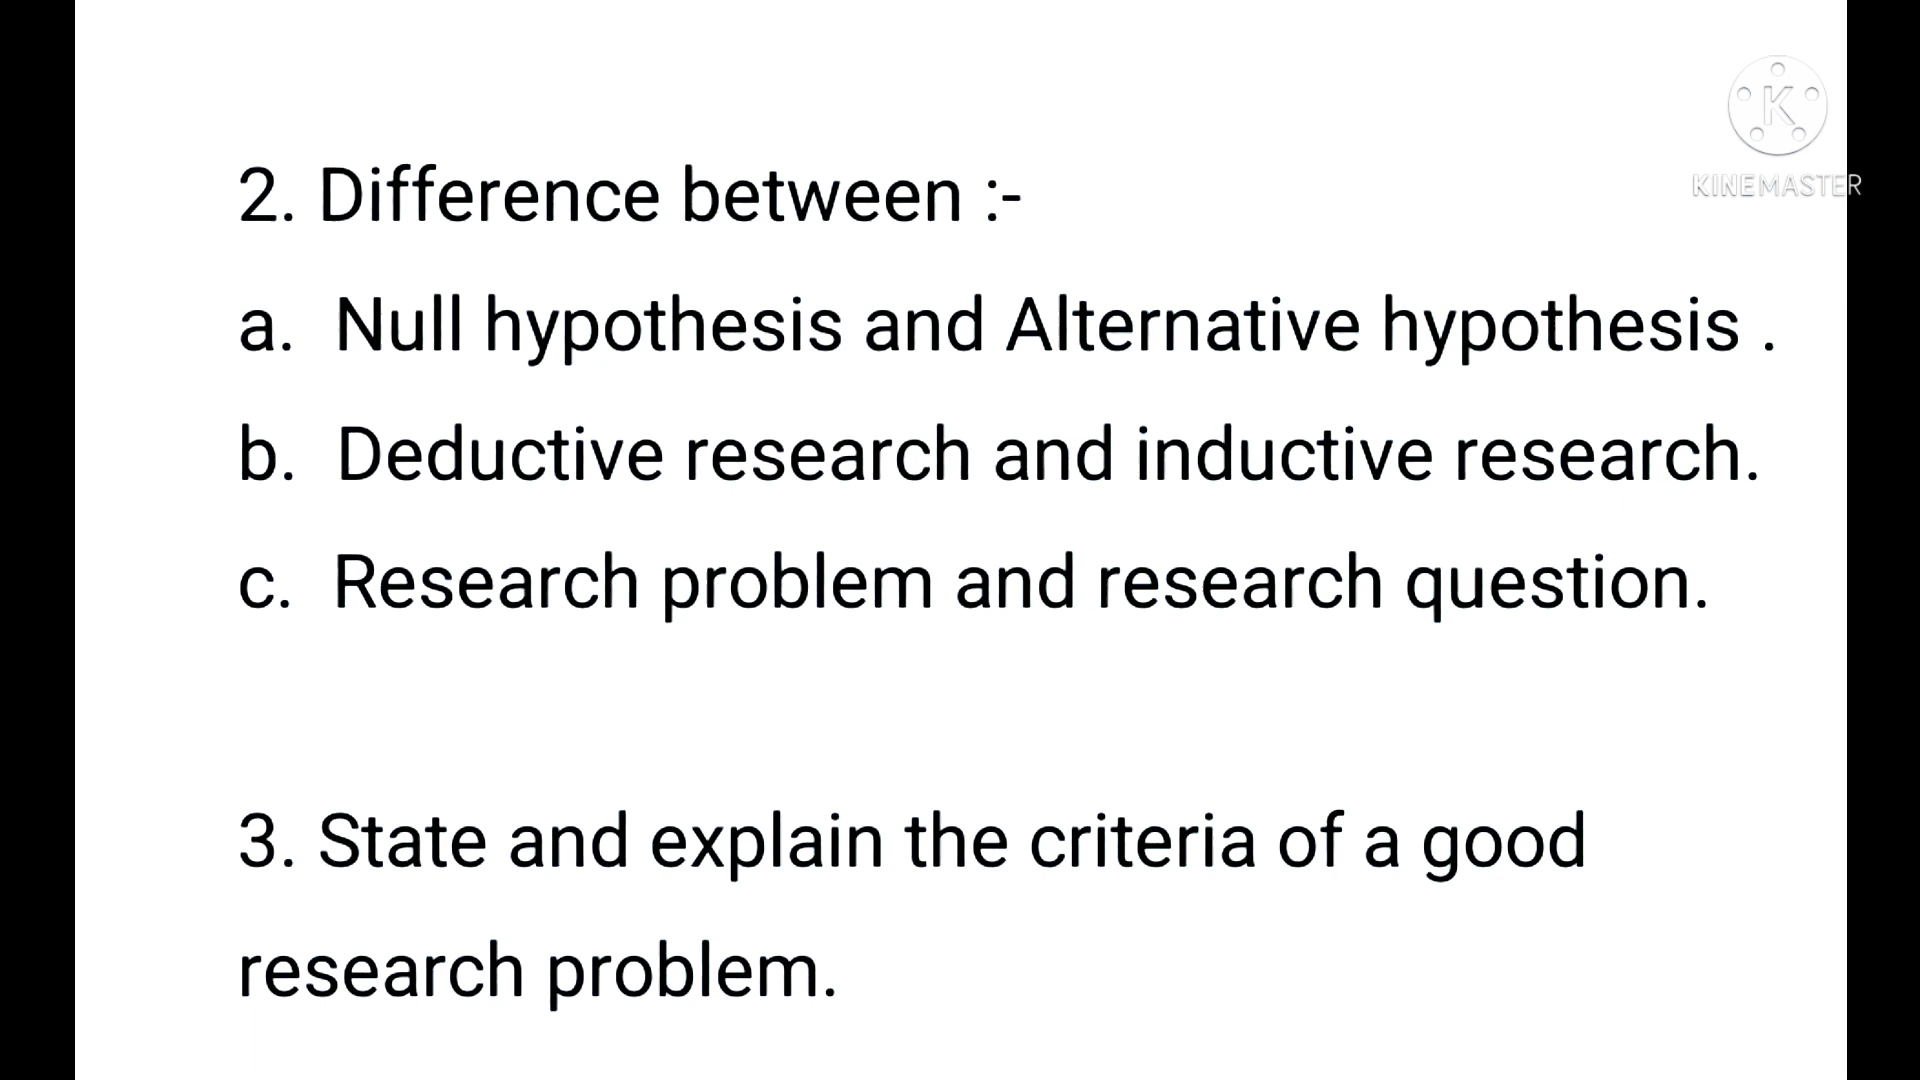 K
KINEMASTER
2. Difference between :-
a. Null hypothesis and Alternative hypothesis .
b. Deductive research and inductive research.
c. Research problem and research question.
3. State and explain the criteria of a good
research problem.